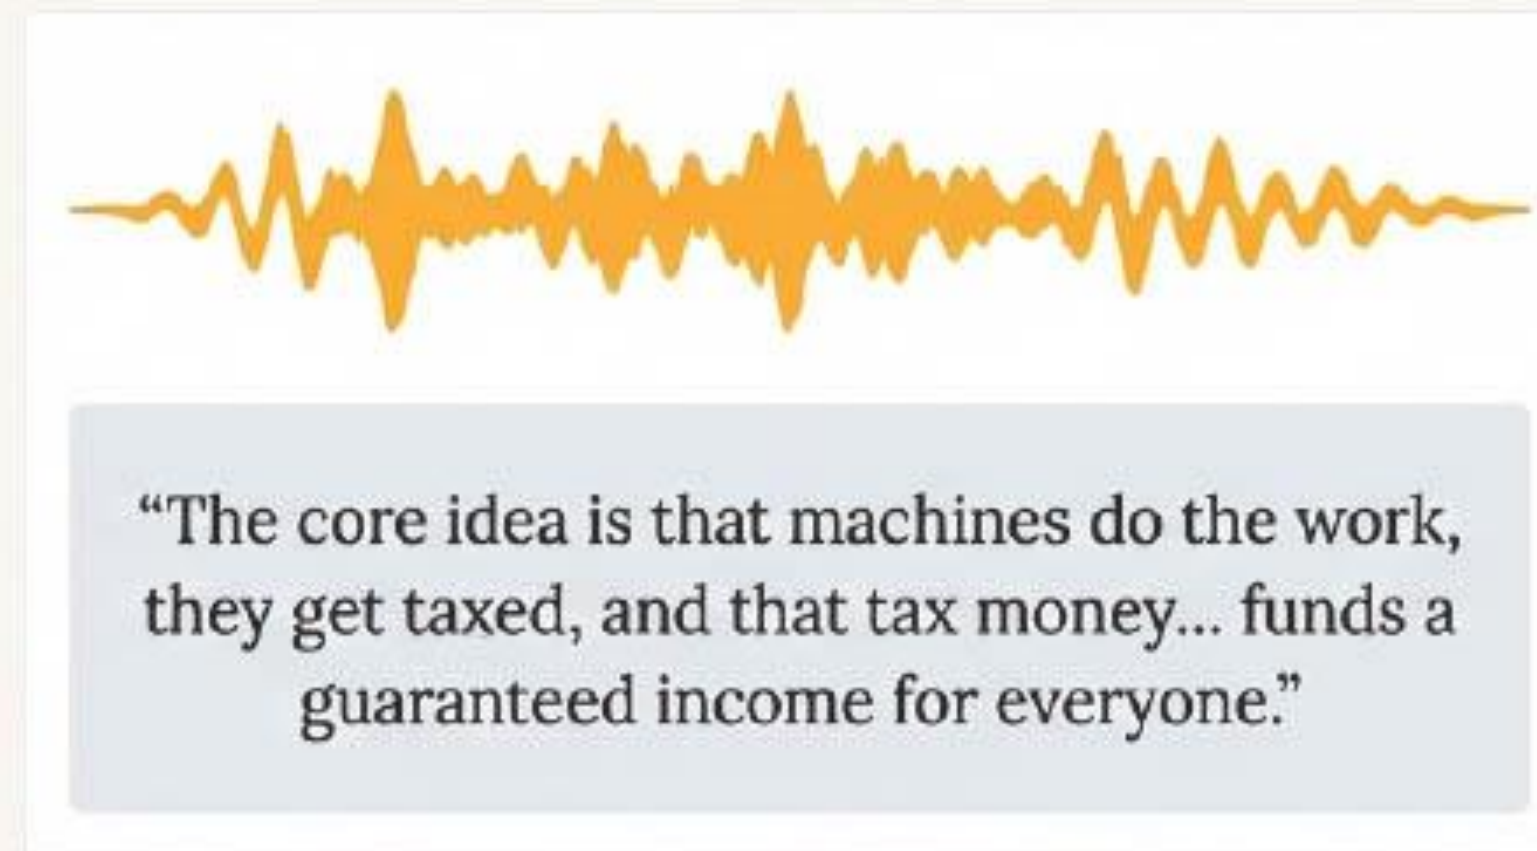 “The core idea is that machines do the work,
they get taxed, and that tax money... funds a
guaranteed income for everyone.”